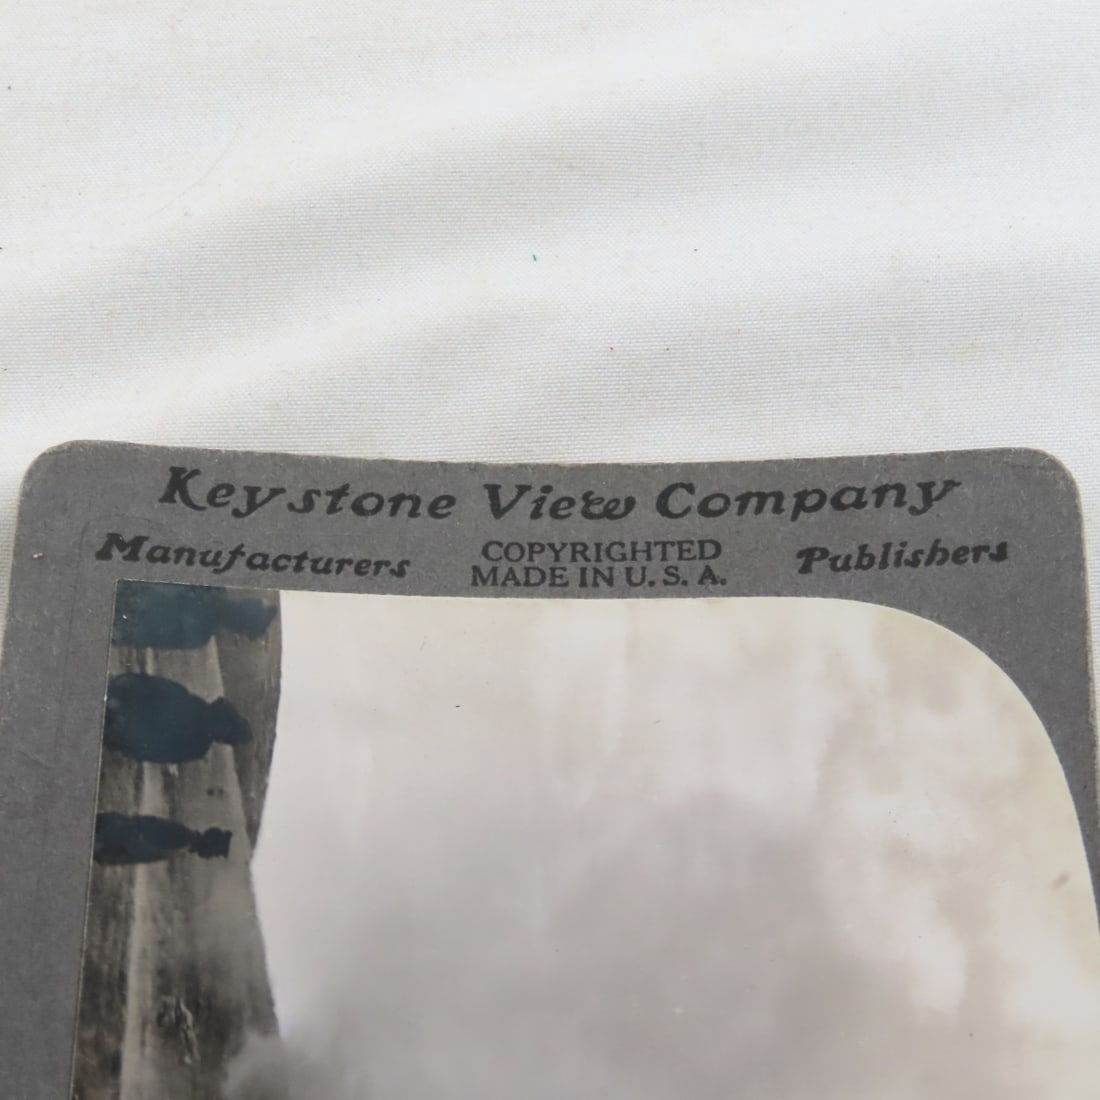 Keystone View Company
Manufacturers COPYRIGHTED Publishers
MADE IN U. S. A.